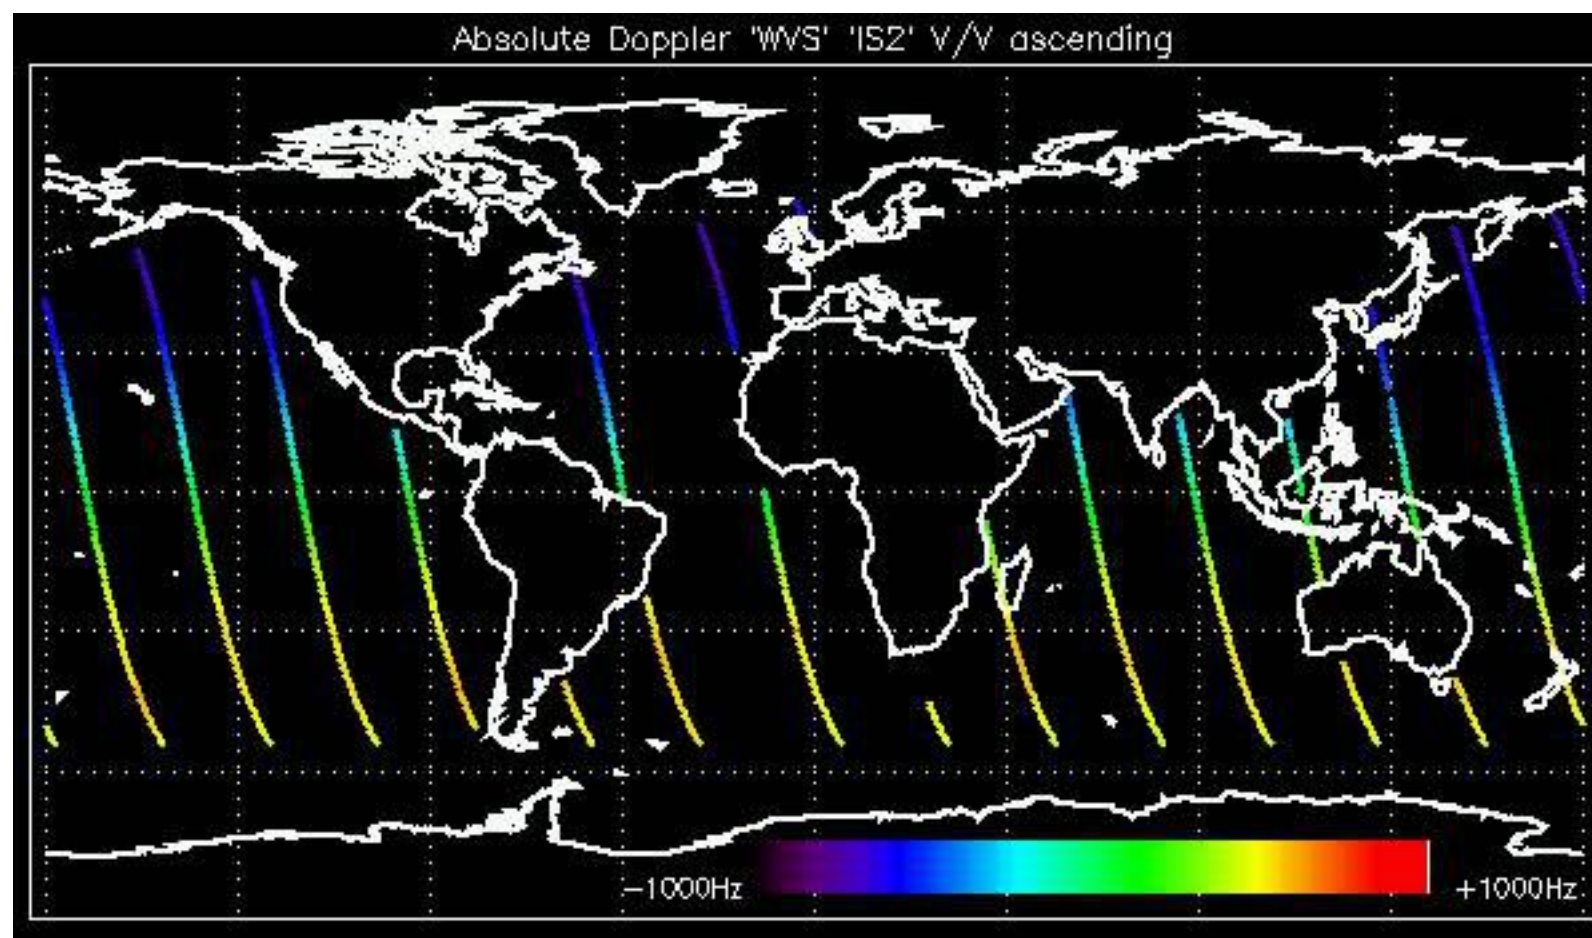 Absolute Doppler 'WVS' 'IS2' V/V ascending
−1000Hz +1000Hz